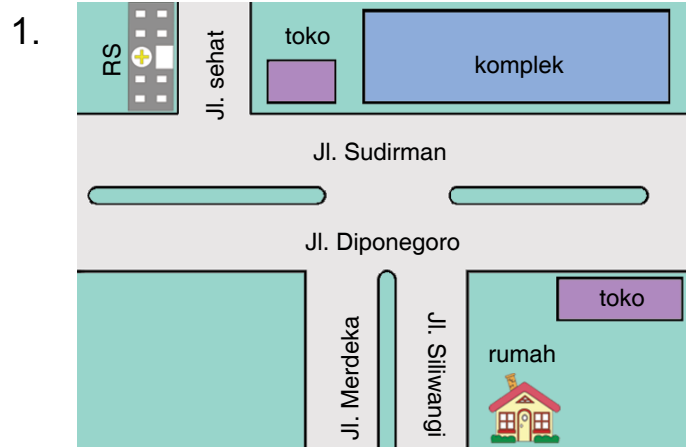 1.
RS
Jl. sehat
toko
komplek
Jl. Sudirman
Jl. Diponegoro
Jl. Merdeka
Jl. Siliwangi
toko
rumah